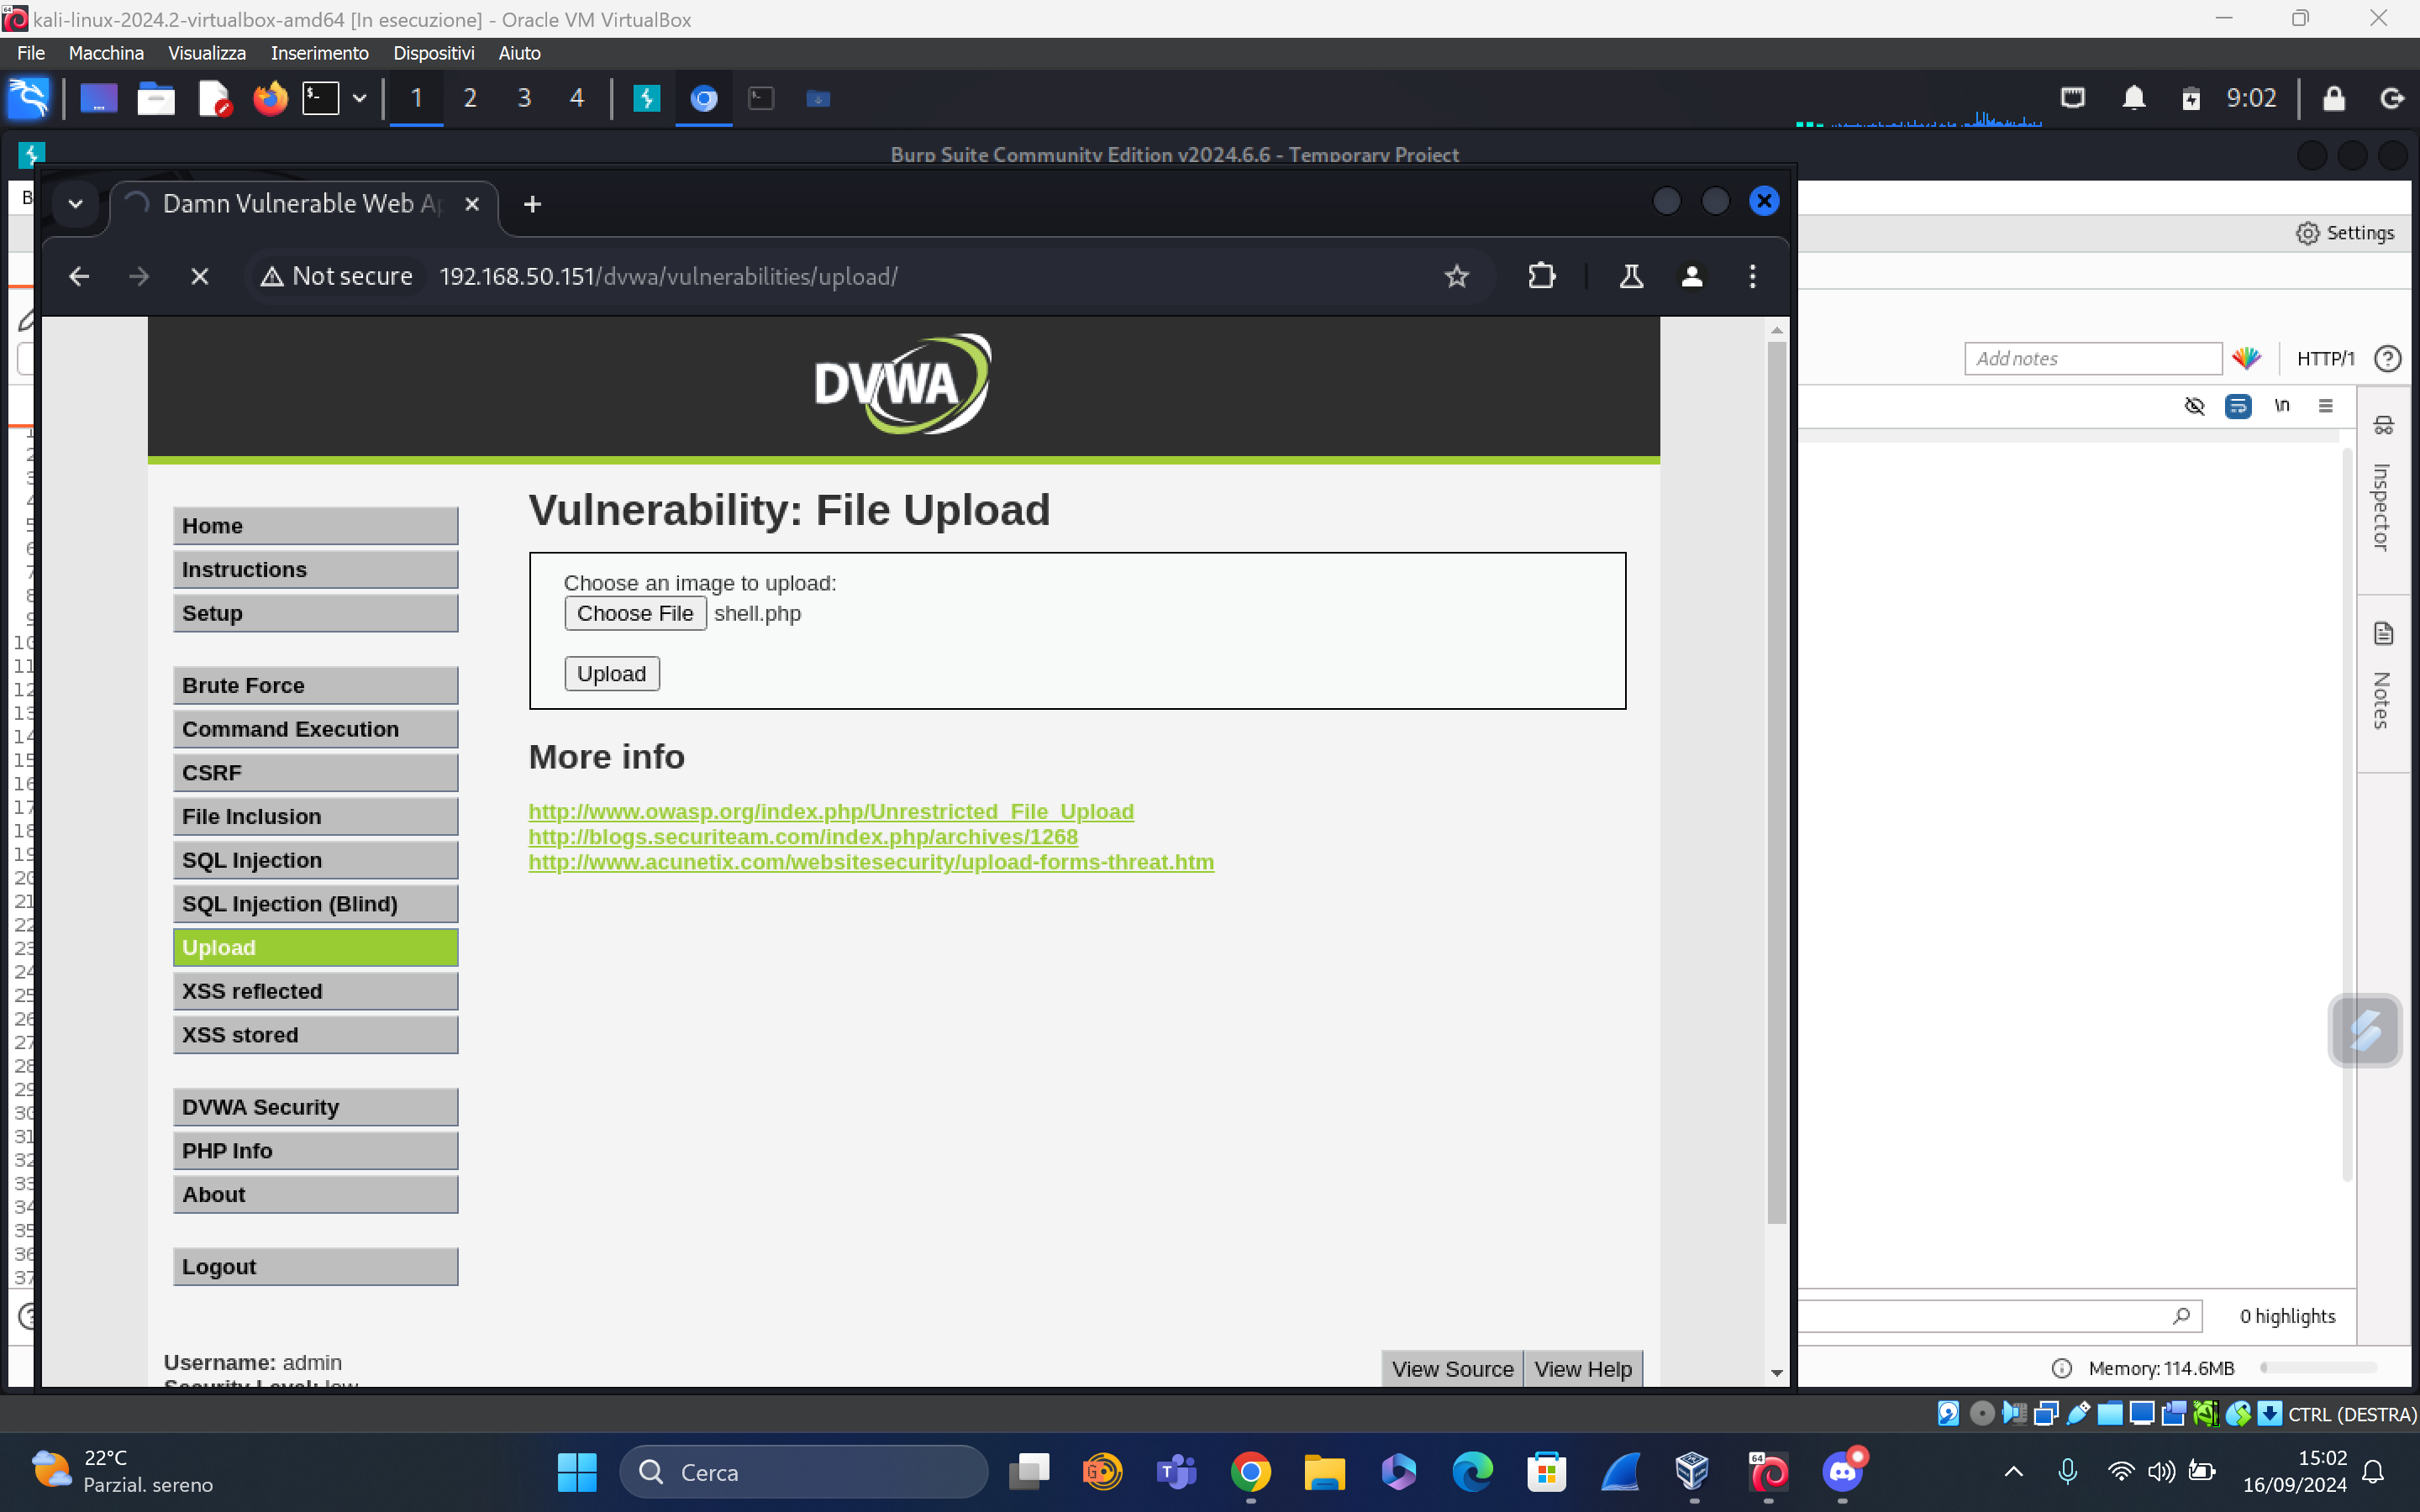 kali-linux-2024.2-virtualbox-amd64 [In esecuzione] - Oracle VM VirtualBox
File Macchina Visualizza Inserimento Dispositivi Aiuto
1 2 3 4 9:02
Burp Suite Community Edition v2024.6.6 - Temporary Project
Damn Vulnerable Web Ap
Settings
Not secure 192.168.50.151/dvwa/vulnerabilities/upload/
Add notes HTTP/1
\n
Inspector
Notes
DVWA
Vulnerability: File Upload
Choose an image to upload:
Choose File shell.php
Upload
More info
http://www.owasp.org/index.php/Unrestricted_File_Upload
http://blogs.securiteam.com/index.php/archives/1268
http://www.acunetix.com/websitesecurity/upload-forms-threat.htm
Home
Instructions
Setup
Brute Force
Command Execution
CSRF
File Inclusion
SQL Injection
SQL Injection (Blind)
Upload
XSS reflected
XSS stored
DVWA Security
PHP Info
About
Logout
Username: admin
Security Level: low
View Source View Help
0 highlights
Memory: 114.6MB
CTRL (DESTRA)
22°C
Parzial. sereno
Cerca
15:02
16/09/2024